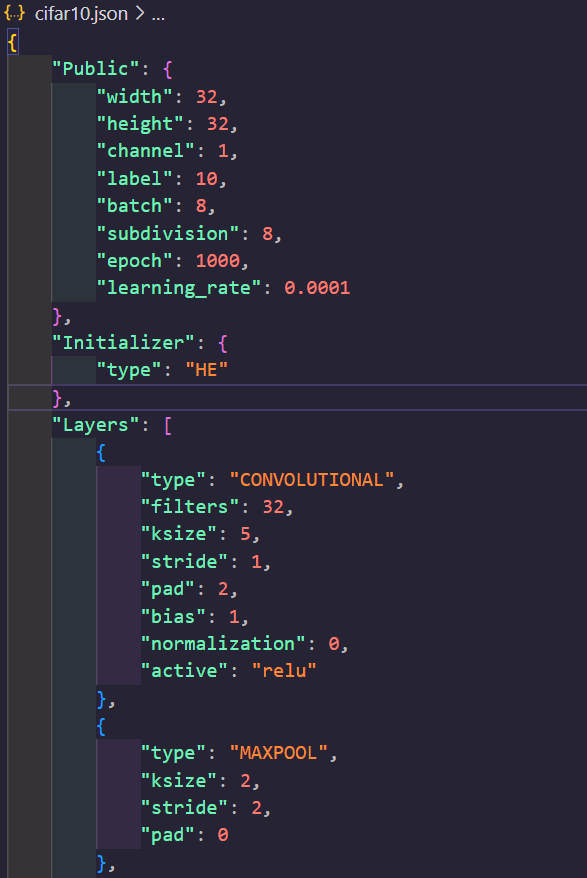 {..} cifar10.json > ...
{
    "Public": {
        "width": 32,
        "height": 32,
        "channel": 1,
        "label": 10,
        "batch": 8,
        "subdivision": 8,
        "epoch": 1000,
        "learning_rate": 0.0001
    },
    "Initializer": {
        "type": "HE"
    },
    "Layers": [
        {
            "type": "CONVOLUTIONAL",
            "filters": 32,
            "ksize": 5,
            "stride": 1,
            "pad": 2,
            "bias": 1,
            "normalization": 0,
            "active": "relu"
        },
        {
            "type": "MAXPOOL",
            "ksize": 2,
            "stride": 2,
            "pad": 0
        },